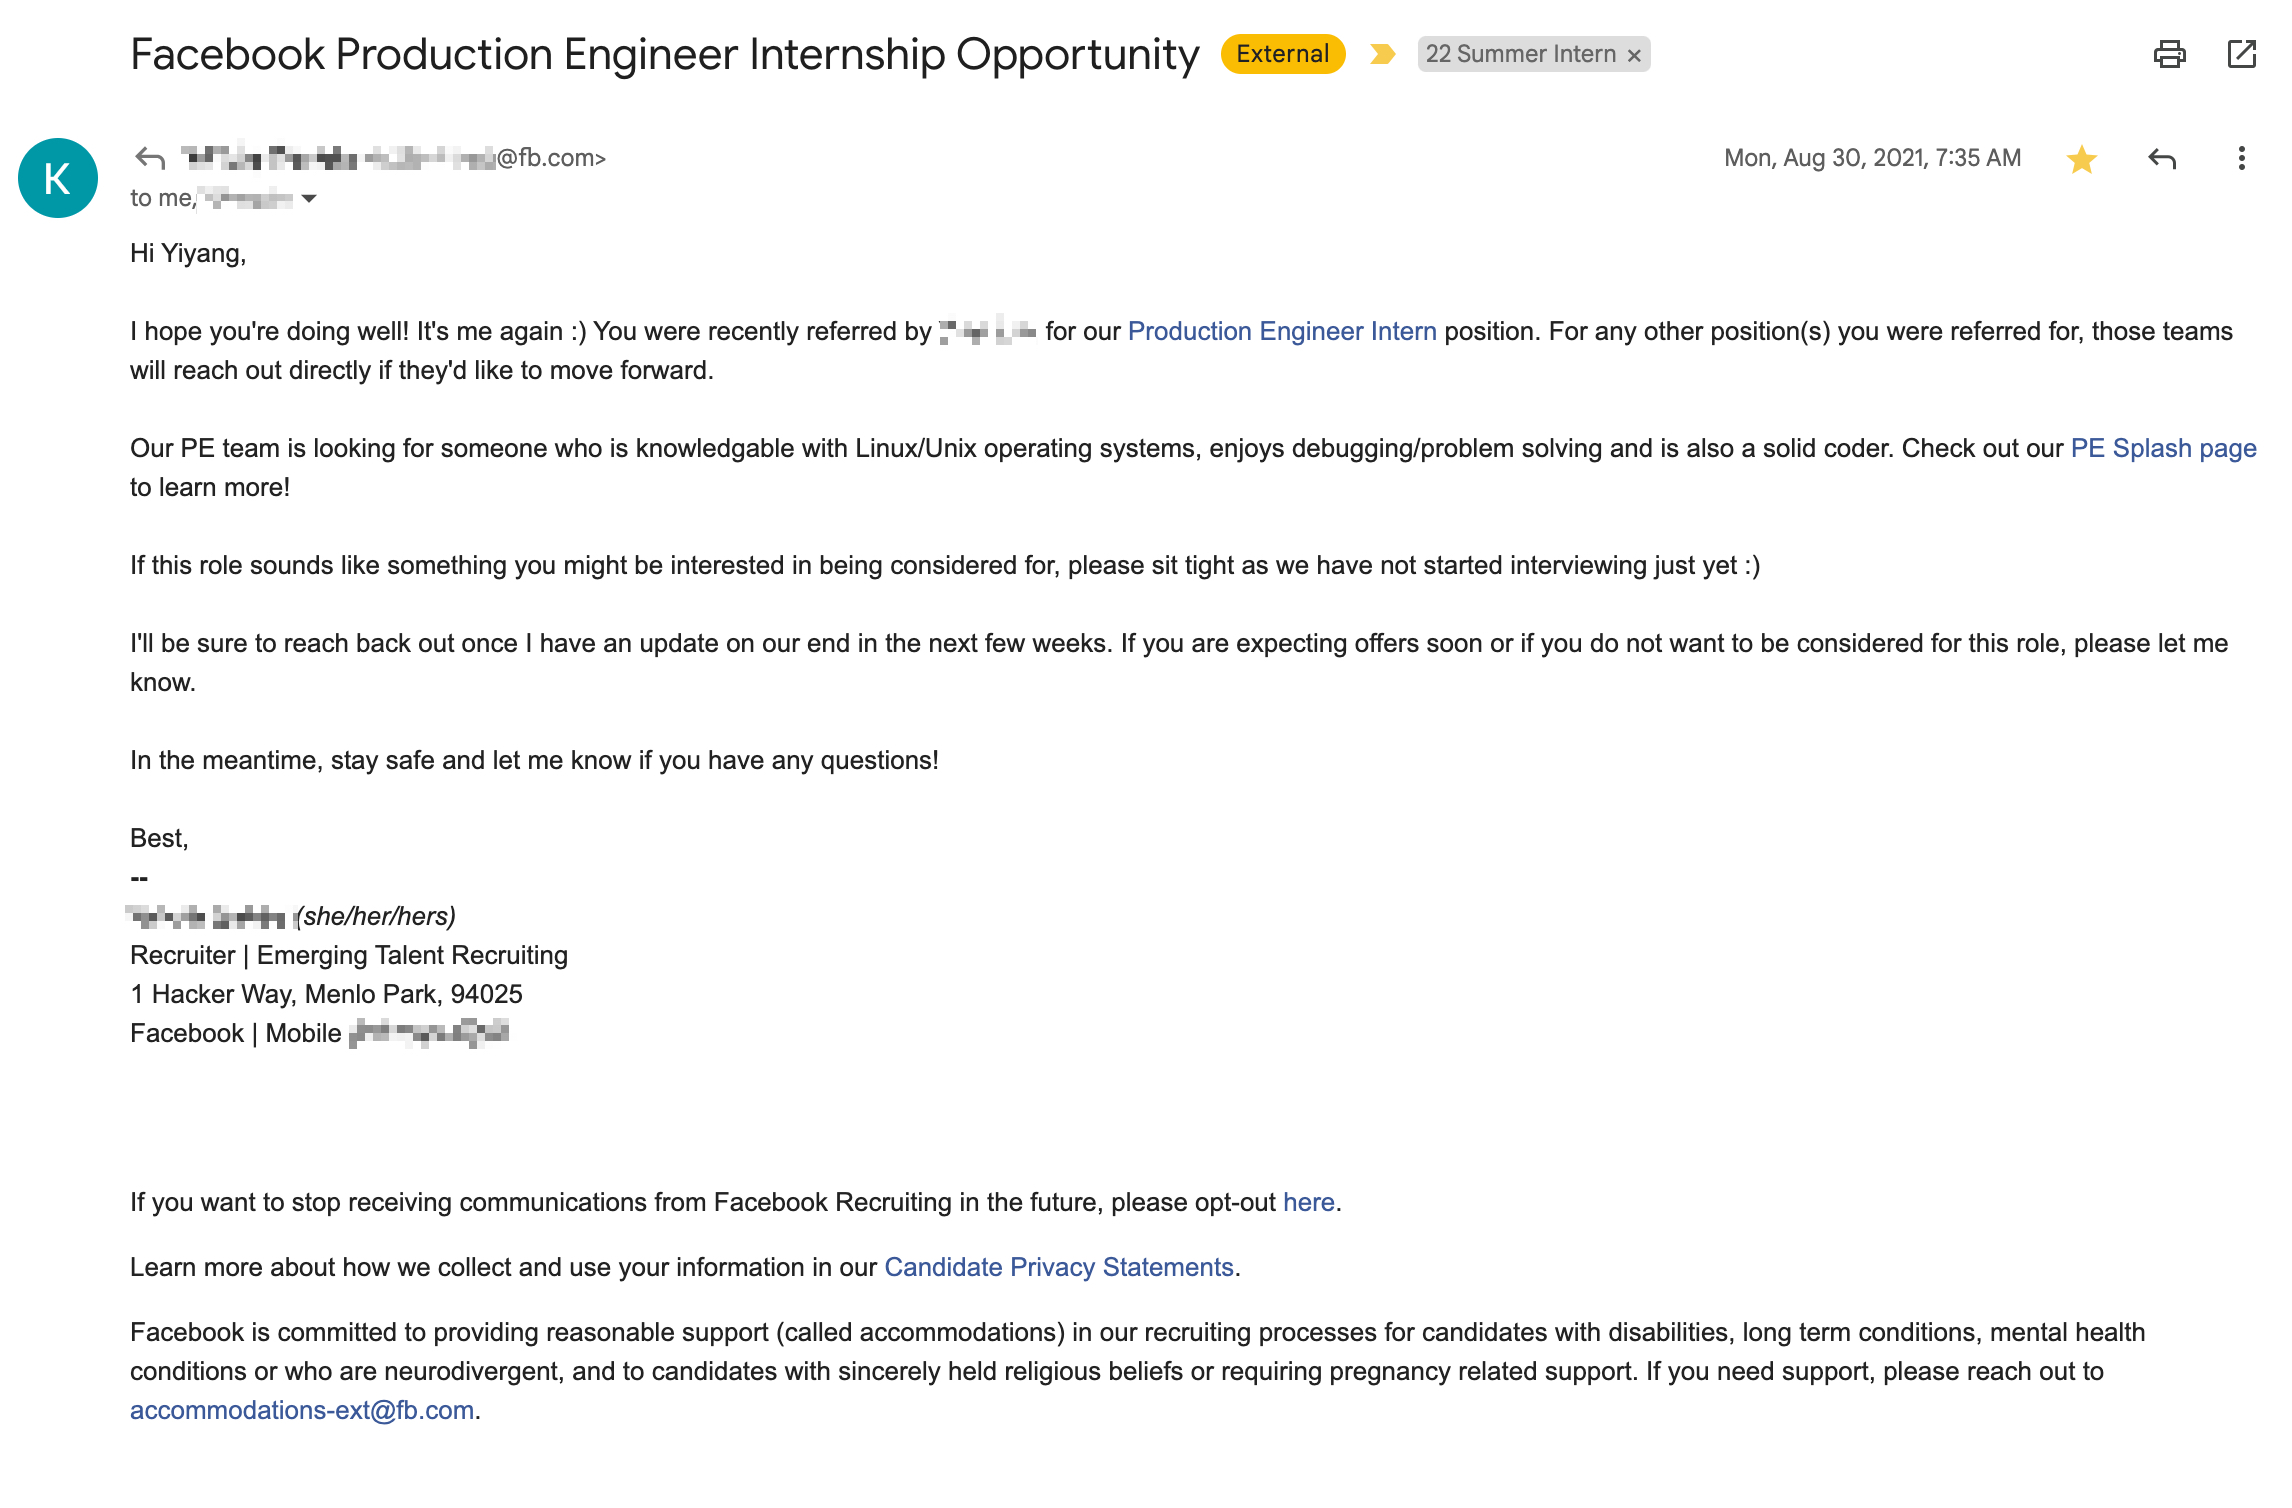 Facebook Production Engineer Internship Opportunity External 22 Summer Intern ×
K
@fb.com>
Mon, Aug 30, 2021, 7:35 AM
to me,
Hi Yiyang,
I hope you're doing well! It's me again :) You were recently referred by for our Production Engineer Intern position. For any other position(s) you were referred for, those teams
will reach out directly if they'd like to move forward.
Our PE team is looking for someone who is knowledgable with Linux/Unix operating systems, enjoys debugging/problem solving and is also a solid coder. Check out our PE Splash page
to learn more!
If this role sounds like something you might be interested in being considered for, please sit tight as we have not started interviewing just yet :)
I'll be sure to reach back out once I have an update on our end in the next few weeks. If you are expecting offers soon or if you do not want to be considered for this role, please let me
know.
In the meantime, stay safe and let me know if you have any questions!
Best,
--
(she/her/hers)
Recruiter | Emerging Talent Recruiting
1 Hacker Way, Menlo Park, 94025
Facebook | Mobile
If you want to stop receiving communications from Facebook Recruiting in the future, please opt-out here.
Learn more about how we collect and use your information in our Candidate Privacy Statements.
Facebook is committed to providing reasonable support (called accommodations) in our recruiting processes for candidates with disabilities, long term conditions, mental health
conditions or who are neurodivergent, and to candidates with sincerely held religious beliefs or requiring pregnancy related support. If you need support, please reach out to
accommodations-ext@fb.com.